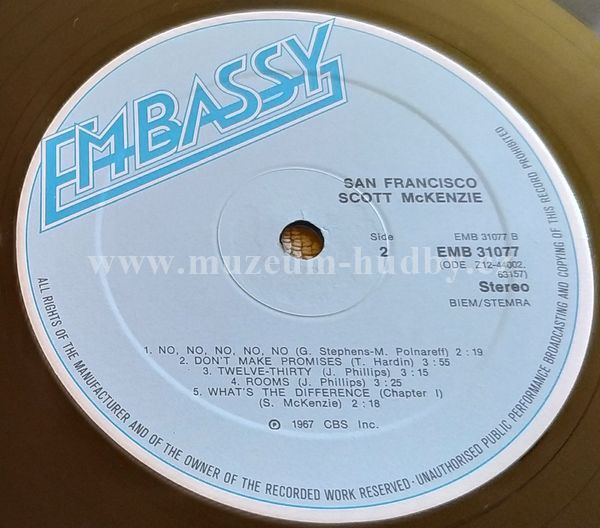 EMBASSY
SAN FRANCISCO
SCOTT McKENZIE
Side
2
EMB 31077 B
EMB 31077
(ODE. Z12-44002,
63157)
Stereo
BIEM/STEMRA
www.muzeum-hudby.
1. NO, NO, NO, NO, NO (G. Stephens-M. Polnareff) 2:19
2. DON'T MAKE PROMISES (T. Hardin) 3:55
3. TWELVE-THIRTY (J. Phillips) 3:15
4. ROOMS (J. Phillips) 3:25
5. WHAT'S THE DIFFERENCE (Chapter I)
(S. McKenzie) 2:18
℗ 1967 CBS Inc.
ALL RIGHTS OF THE MANUFACTURER AND OF THE OWNER OF THE RECORDED WORK RESERVED · UNAUTHORISED PUBLIC PERFORMANCE BROADCASTING AND COPYING OF THIS RECORD PROHIBITED